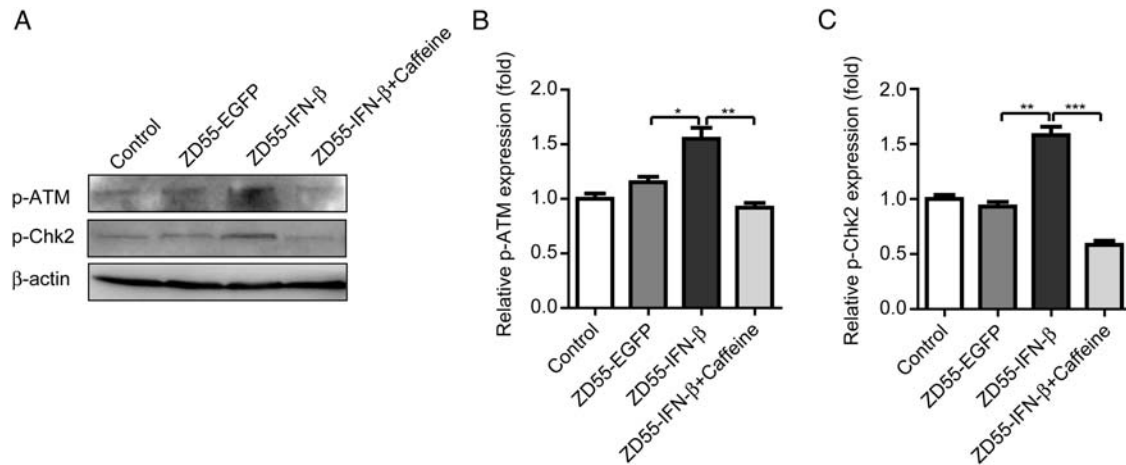 A
Control
ZD55-EGFP
ZD55-IFN-β
ZD55-IFN-β+Caffeine
p-ATM
p-Chk2
β-actin
B
Relative p-ATM expression (fold)
2.0
1.5
1.0
0.5
0.0
*
**
Control
ZD55-EGFP
ZD55-IFN-β
ZD55-IFN-β+Caffeine
C
Relative p-Chk2 expression (fold)
2.0
1.5
1.0
0.5
0.0
**
***
Control
ZD55-EGFP
ZD55-IFN-β
ZD55-IFN-β+Caffeine